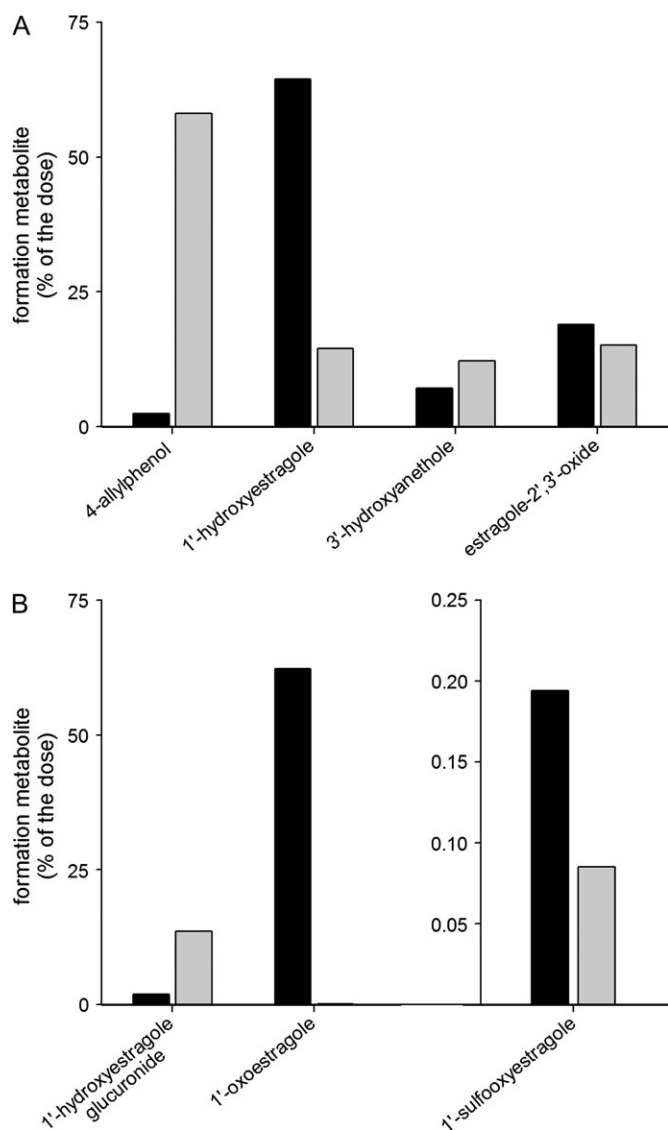 A
formation metabolite
(% of the dose)
75
50
25
0
4-allylphenol
1'-hydroxyestragole
3'-hydroxyanethole
estragole-2',3'-oxide
B
formation metabolite
(% of the dose)
75
50
25
0
1'-hydroxyestragole
glucuronide
1'-oxoestragole
0.25
0.20
0.15
0.10
0.05
1'-sulfooxyestragole